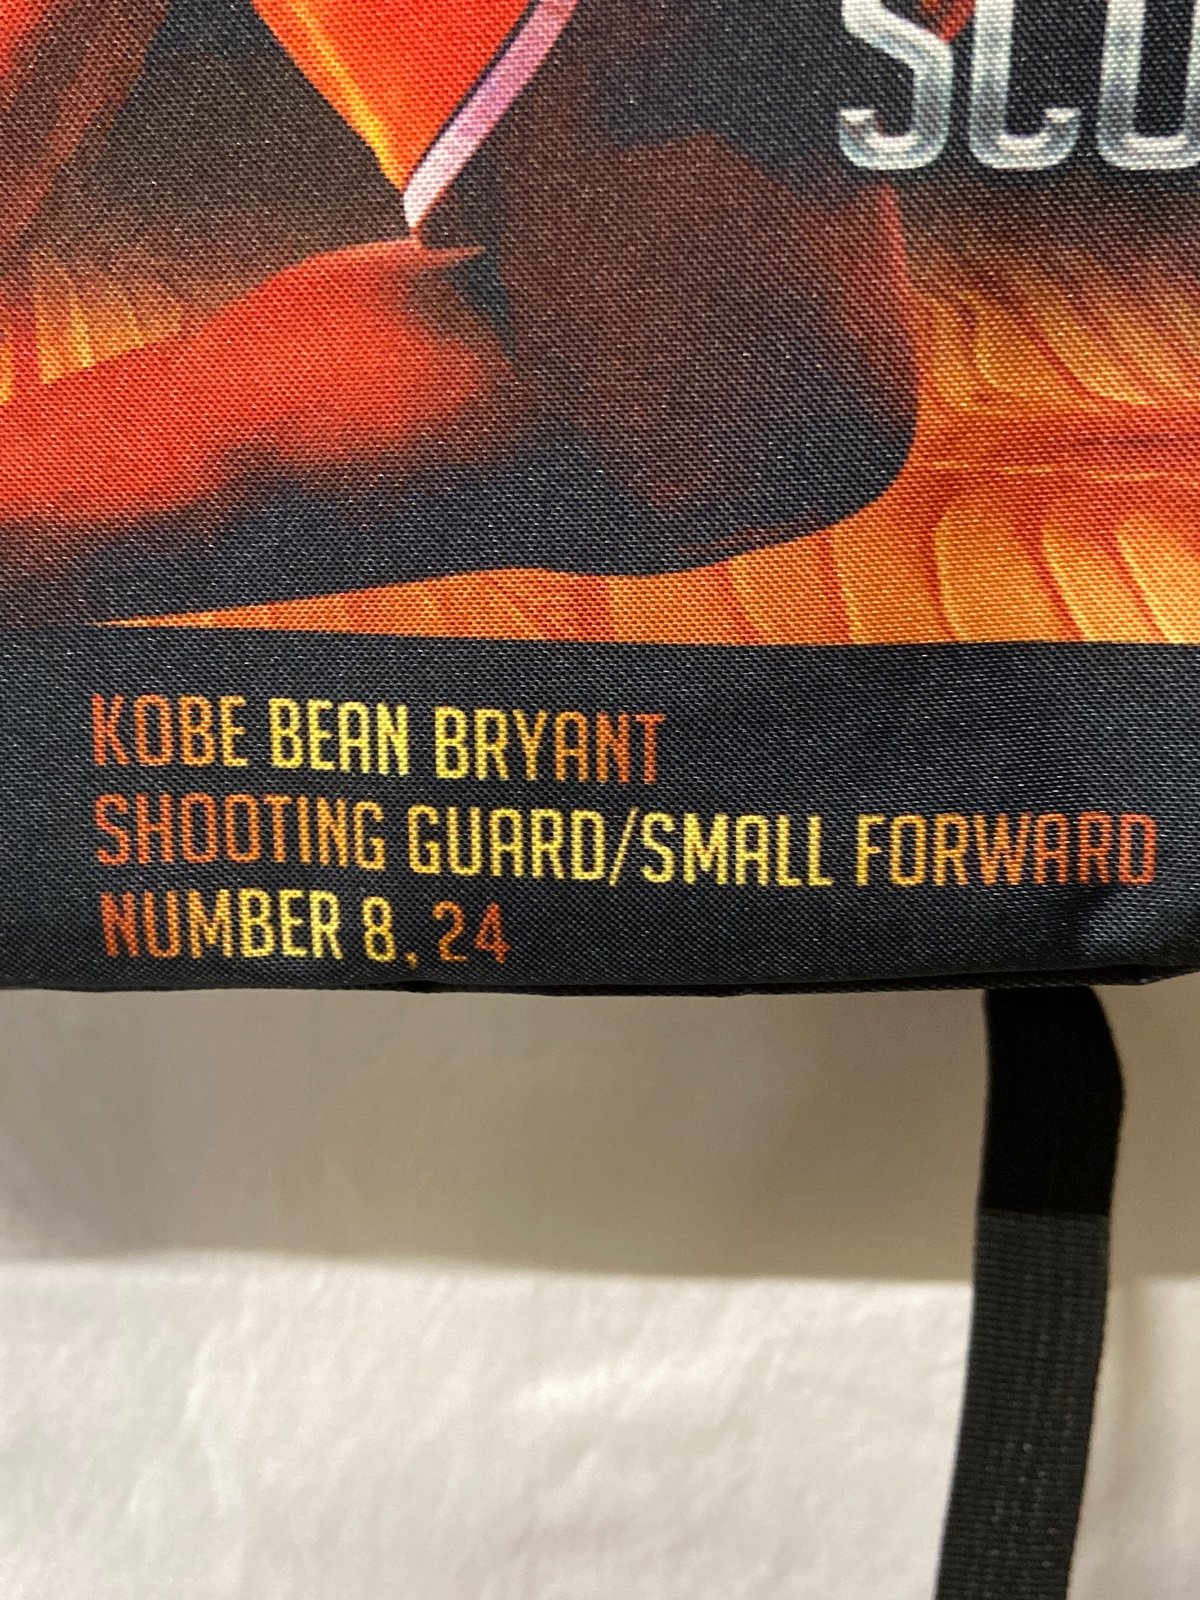 KOBE BEAN BRYANT
SHOOTING GUARD/SMALL FORWARD
NUMBER 8, 24